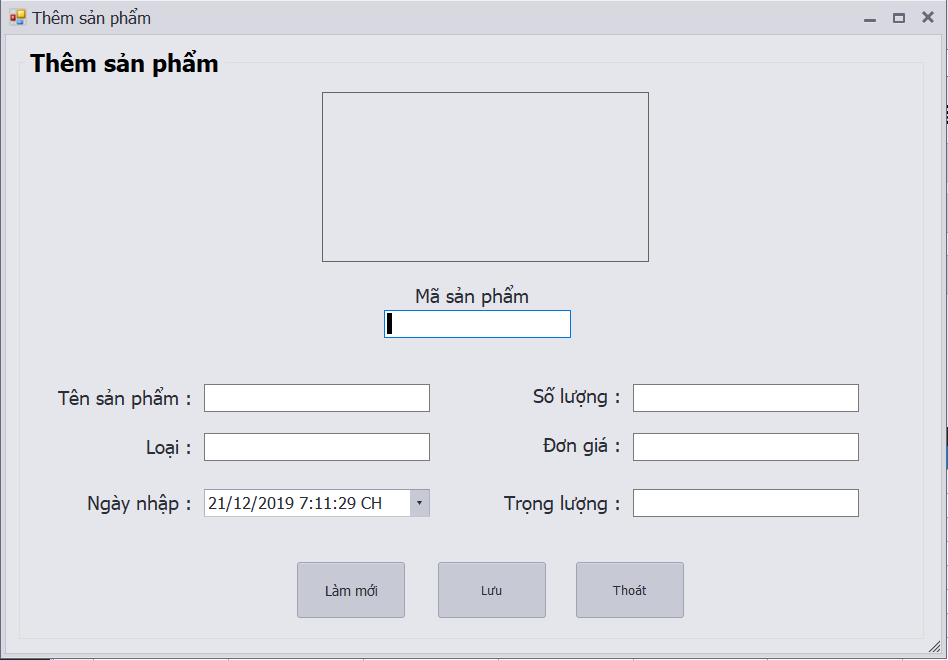 Thêm sản phẩm
Thêm sản phẩm
Mã sản phẩm
Tên sản phẩm :
Số lượng :
Loại :
Đơn giá :
Ngày nhập : 21/12/2019 7:11:29 CH
Trọng lượng :
Làm mới
Lưu
Thoát